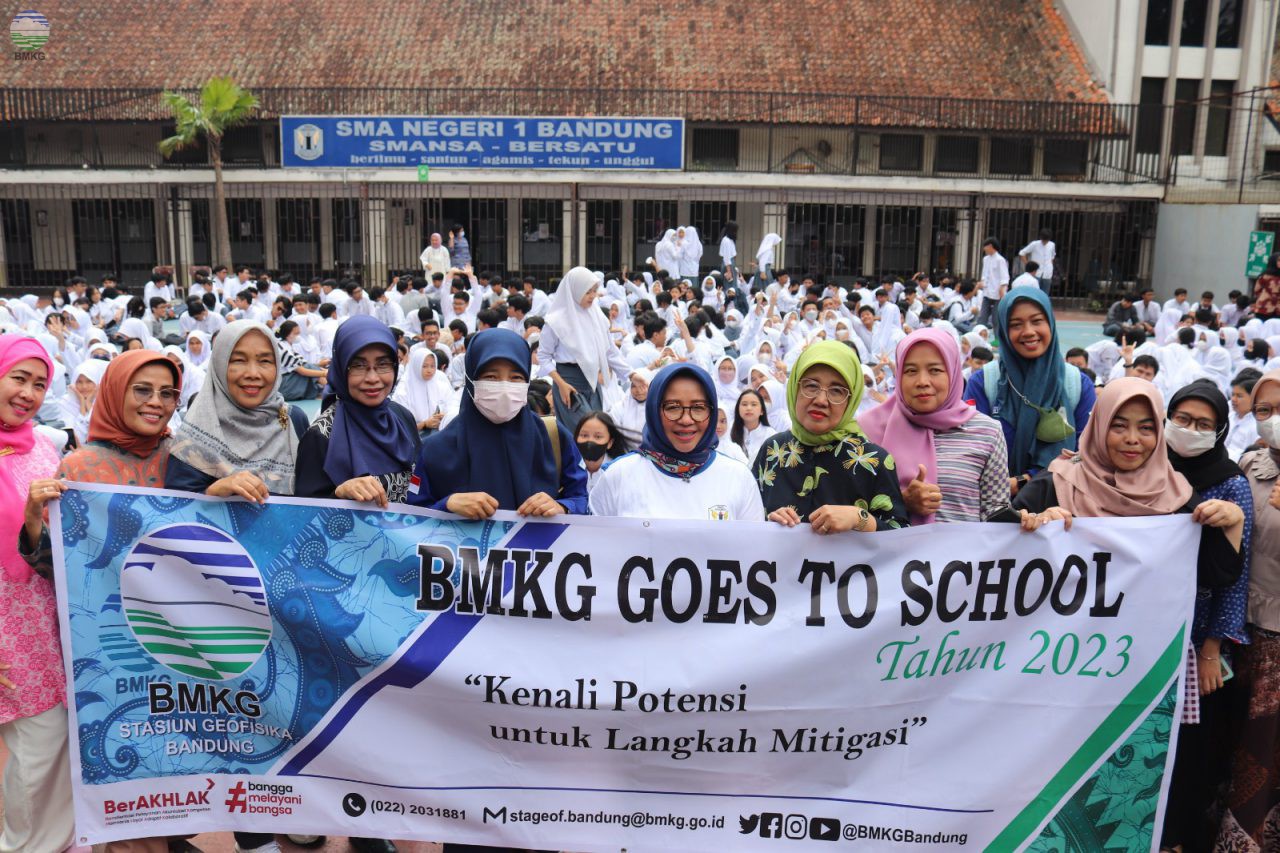 BMKG
SMA NEGERI 1 BANDUNG
SMANSA - BERSATU
berilmu - santun - agamis - tekun - unggul
BMKG GOES TO SCHOOL
Tahun 2023
"Kenali Potensi
untuk Langkah Mitigasi"
BMKG
BMKG
STASIUN GEOFISIKA
BANDUNG
BerAKHLAK
#bangga
melayani
bangsa
(022) 2031881
stageof.bandung@bmkg.go.id
@BMKGBandung